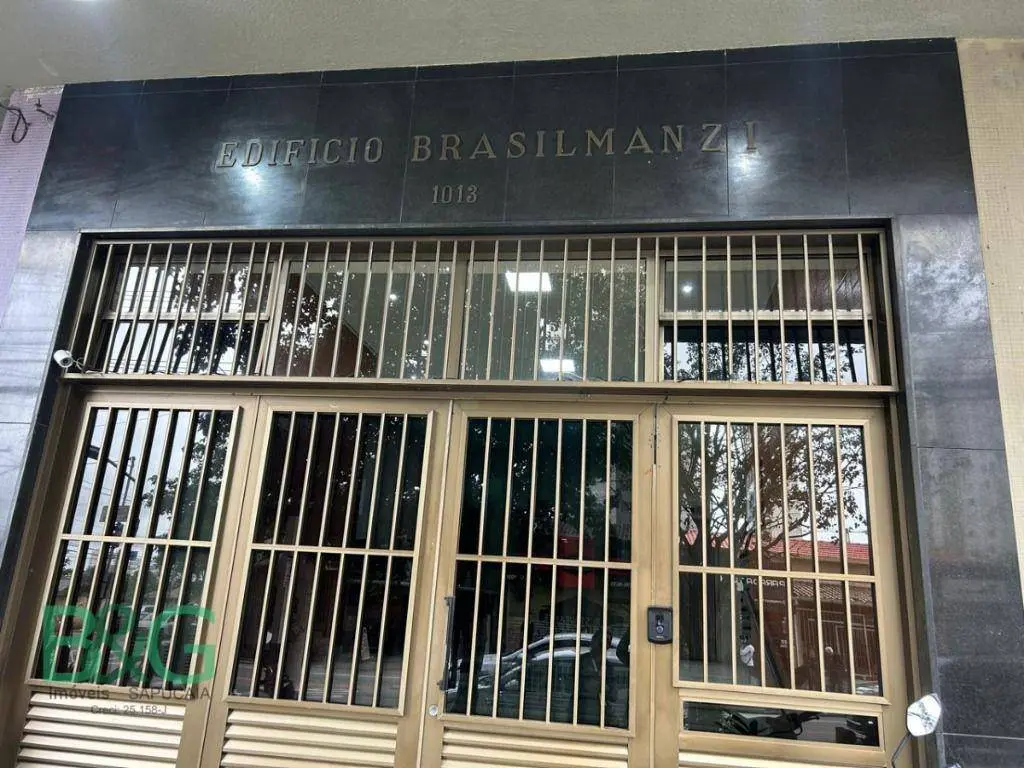 EDIFICIO BRASILMANZI
1013
B&G
Imóveis SAPUCAIA
Creci: 25.158-J